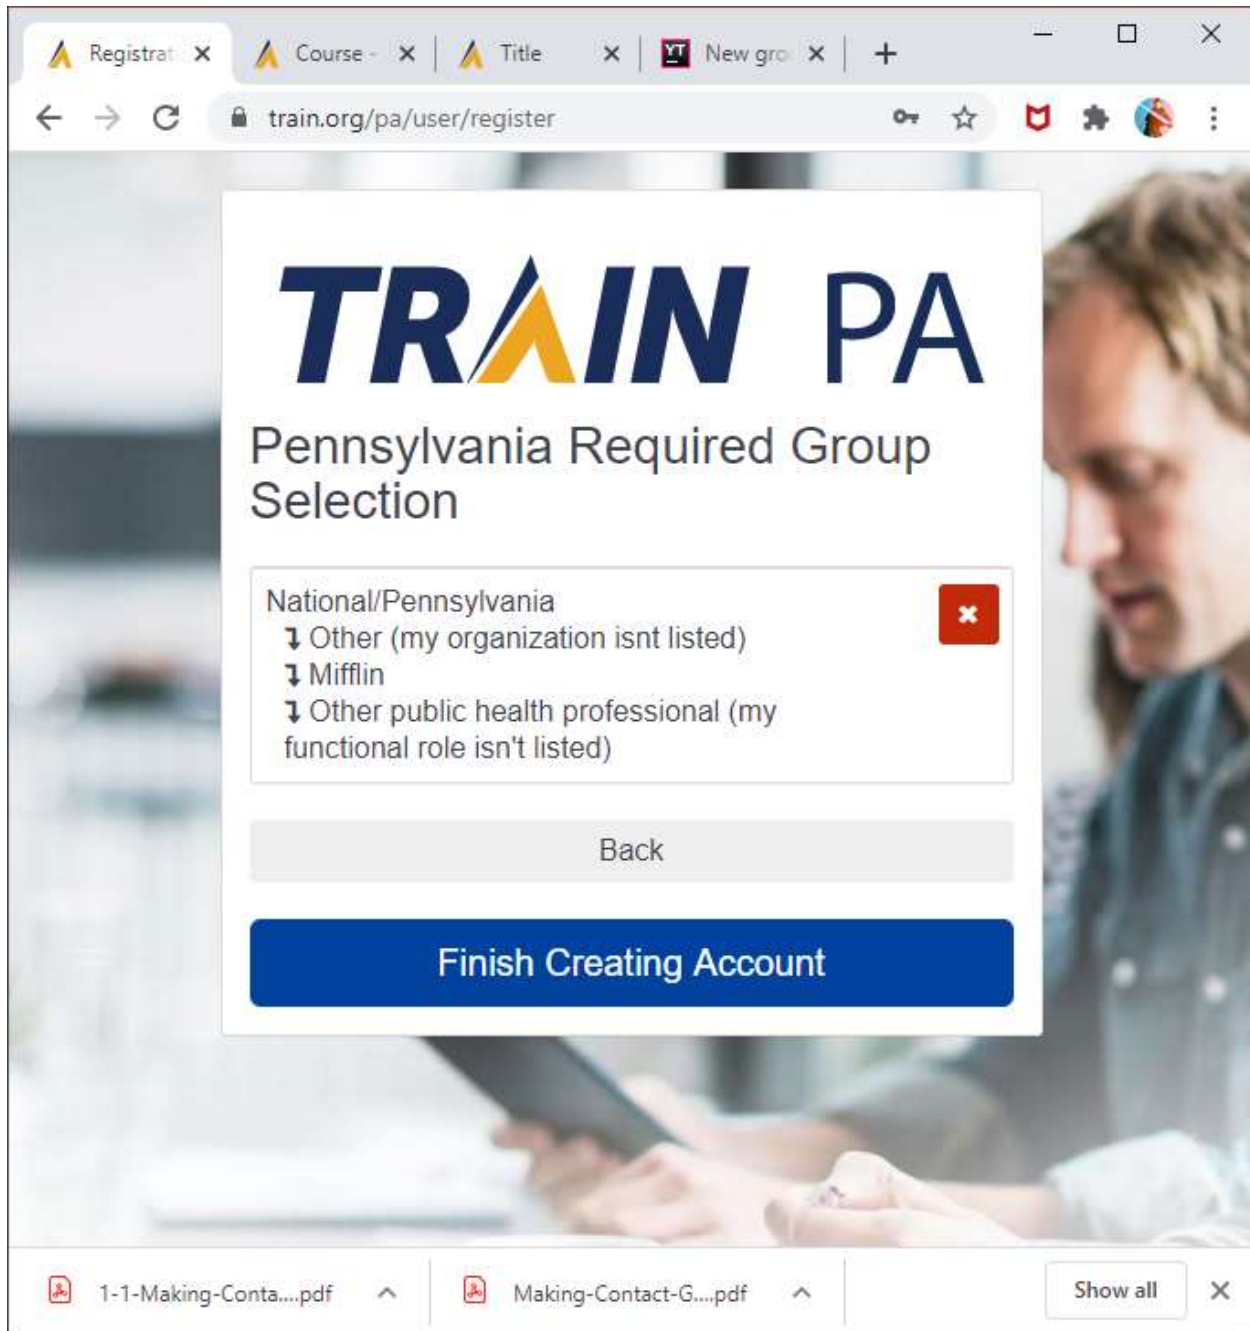 Registrat
Course -
Title
YT
New gro
train.org/pa/user/register
TRAIN PA
Pennsylvania Required Group
Selection
National/Pennsylvania
Other (my organization isnt listed)
Mifflin
Other public health professional (my
functional role isn't listed)
Back
Finish Creating Account
1-1-Making-Conta....pdf
Making-Contact-G....pdf
Show all